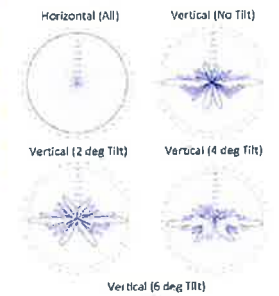 Horizontal (All)
Vertical (No Tilt)
Vertical (2 deg Tilt)
Vertical (4 deg Tilt)
Vertical (6 deg Tilt)